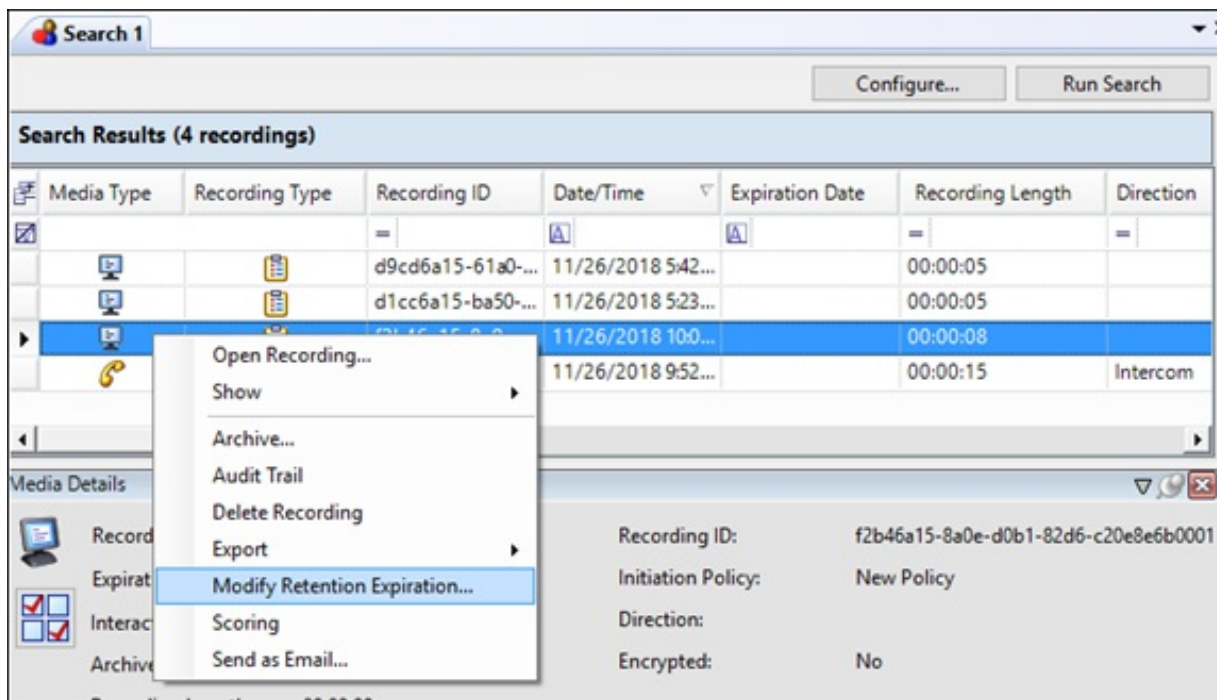 Search 1
Configure... Run Search
Search Results (4 recordings)
Media Type Recording Type Recording ID Date/Time Expiration Date Recording Length Direction
= A A = =
d9cd6a15-61a0-... 11/26/2018 5:42... 00:00:05
d1cc6a15-ba50-... 11/26/2018 5:23... 00:00:05
11/26/2018 10:0... 00:00:08
Open Recording...
11/26/2018 9:52... 00:00:15 Intercom
Show
Archive...
Audit Trail
Media Details
Delete Recording
Record Recording ID: f2b46a15-8a0e-d0b1-82d6-c20e8e6b0001
Export
Expirat Initiation Policy: New Policy
Modify Retention Expiration...
Interac Scoring Direction:
Archive Send as Email... Encrypted: No